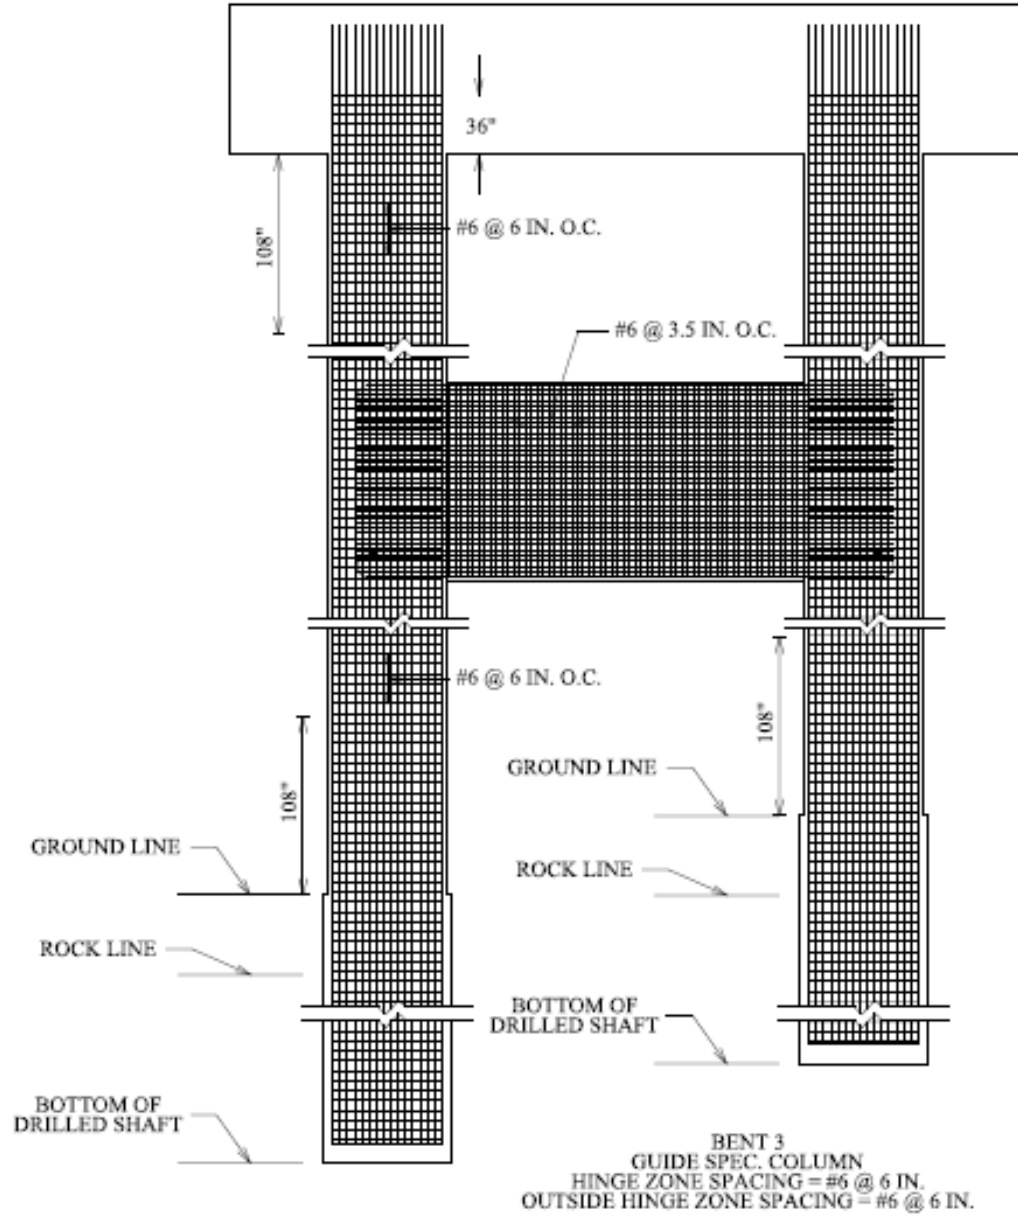 36"
108"
#6 @ 6 IN. O.C.
#6 @ 3.5 IN. O.C.
#6 @ 6 IN. O.C.
108"
108"
GROUND LINE
GROUND LINE
ROCK LINE
ROCK LINE
BOTTOM OF
DRILLED SHAFT
BOTTOM OF
DRILLED SHAFT
BENT 3
GUIDE SPEC. COLUMN
HINGE ZONE SPACING = #6 @ 6 IN.
OUTSIDE HINGE ZONE SPACING = #6 @ 6 IN.